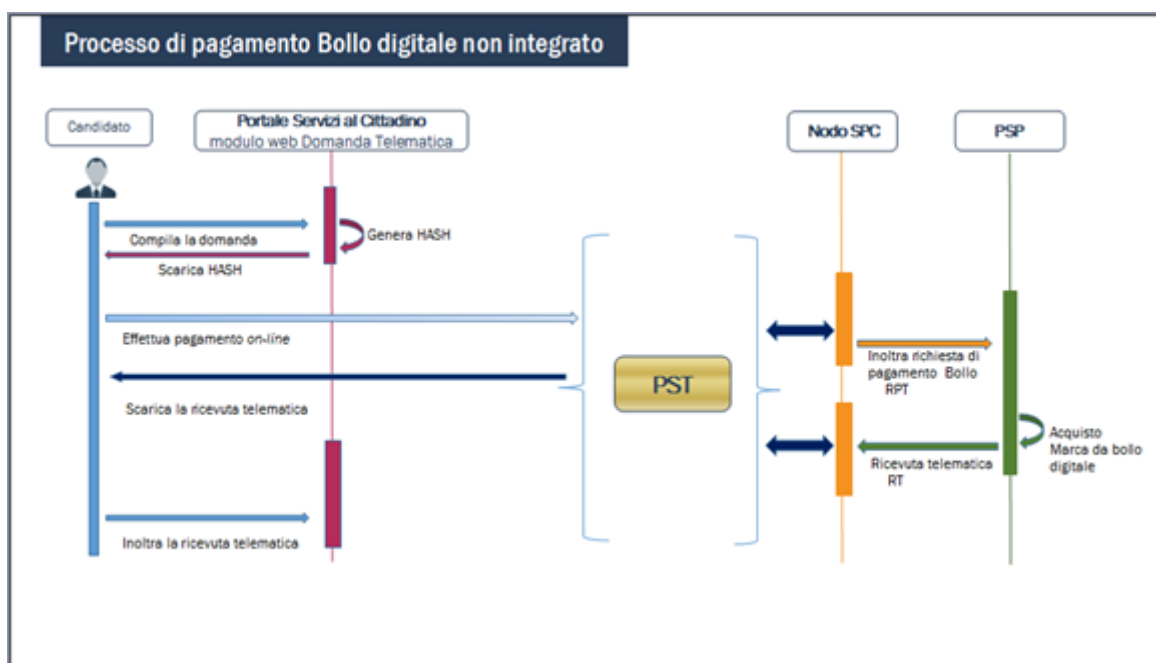 Processo di pagamento Bollo digitale non integrato
Candidato
Portale Servizi al Cittadino
modulo web Domanda Telematica
Nodo SPC
PSP
Compila la domanda
Genera HASH
Scarica HASH
Effettua pagamento on-line
Inoltra richiesta di
pagamento Bollo
RPT
PST
Scarica la ricevuta telematica
Acquisto
Marca da bollo
digitale
Ricevuta telematica
RT
Inoltra la ricevuta telematica